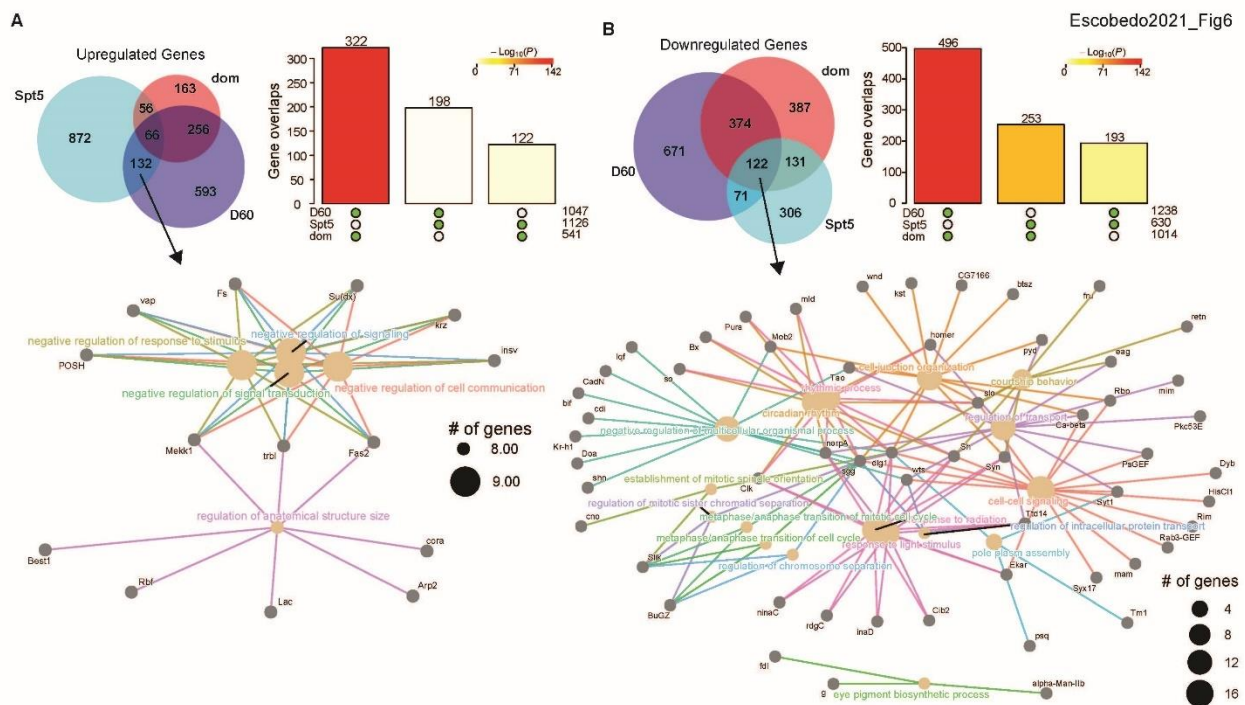 Escobedo2021_Fig6
A
Upregulated Genes
Spt5
dom
D60
872
56
163
66
256
132
593
Gene overlaps
300
250
200
150
100
50
0
322
198
122
– Log10(P)
0 71 142
D60
Spt5
dom
1047
1126
541
vap
Fs
Su(dx)
krz
insv
POSH
negative regulation of response to stimulus
negative regulation of signaling
negative regulation of signal transduction
negative regulation of cell communication
Mekk1
trbl
Fas2
regulation of anatomical structure size
Best1
Rbf
Lac
Arp2
cora
# of genes
8.00
9.00
B
Downregulated Genes
dom
D60
Spt5
387
374
671
122
131
71
306
Gene overlaps
500
400
300
200
100
0
496
253
193
– Log10(P)
0 71 142
D60
Spt5
dom
1238
630
1014
wnd
kst
CG7166
btsz
fru
retn
mld
Pura
Bx
Meb2
homer
pyd
eag
lqf
so
Tao
cell junction organization
courtship behavior
Rbo
mim
CadN
rhythmic process
slo
bif
circadian rhythm
regulation of transport
Ca-beta
Pkc53E
cdi
negative regulation of multicellular organismal process
Kr-h1
norpA
Sh
Doa
sgg
dlg1
Syn
PsGEF
shn
Clk
wts
cell-cell signaling
Dyb
establishment of mitotic spindle orientation
HisCl1
regulation of mitotic sister chromatid separation
Syt1
Rim
cno
Ttd14
metaphase/anaphase transition of mitotic cell cycle
response to radiation
regulation of intracellular protein transport
Rab3-GEF
metaphase/anaphase transition of cell cycle
response to light stimulus
pole plasm assembly
Slik
regulation of chromosome separation
Ekar
mam
Syx17
BuGZ
ninaC
rdgC
inaD
Cib2
psq
Tm1
fdl
g
eye pigment biosynthetic process
alpha-Man-IIb
# of genes
4
8
12
16